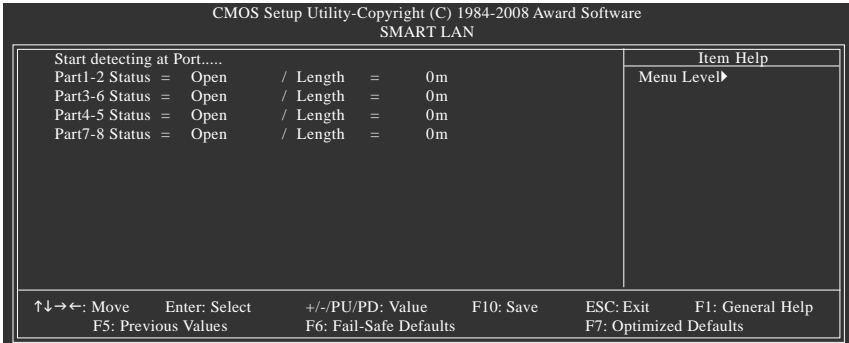 CMOS Setup Utility-Copyright (C) 1984-2008 Award Software
SMART LAN
Start detecting at Port.....
Part1-2 Status = Open / Length = 0m
Part3-6 Status = Open / Length = 0m
Part4-5 Status = Open / Length = 0m
Part7-8 Status = Open / Length = 0m
Item Help
Menu Level▶
↑↓→←: Move Enter: Select +/-/PU/PD: Value F10: Save ESC: Exit F1: General Help
F5: Previous Values F6: Fail-Safe Defaults F7: Optimized Defaults